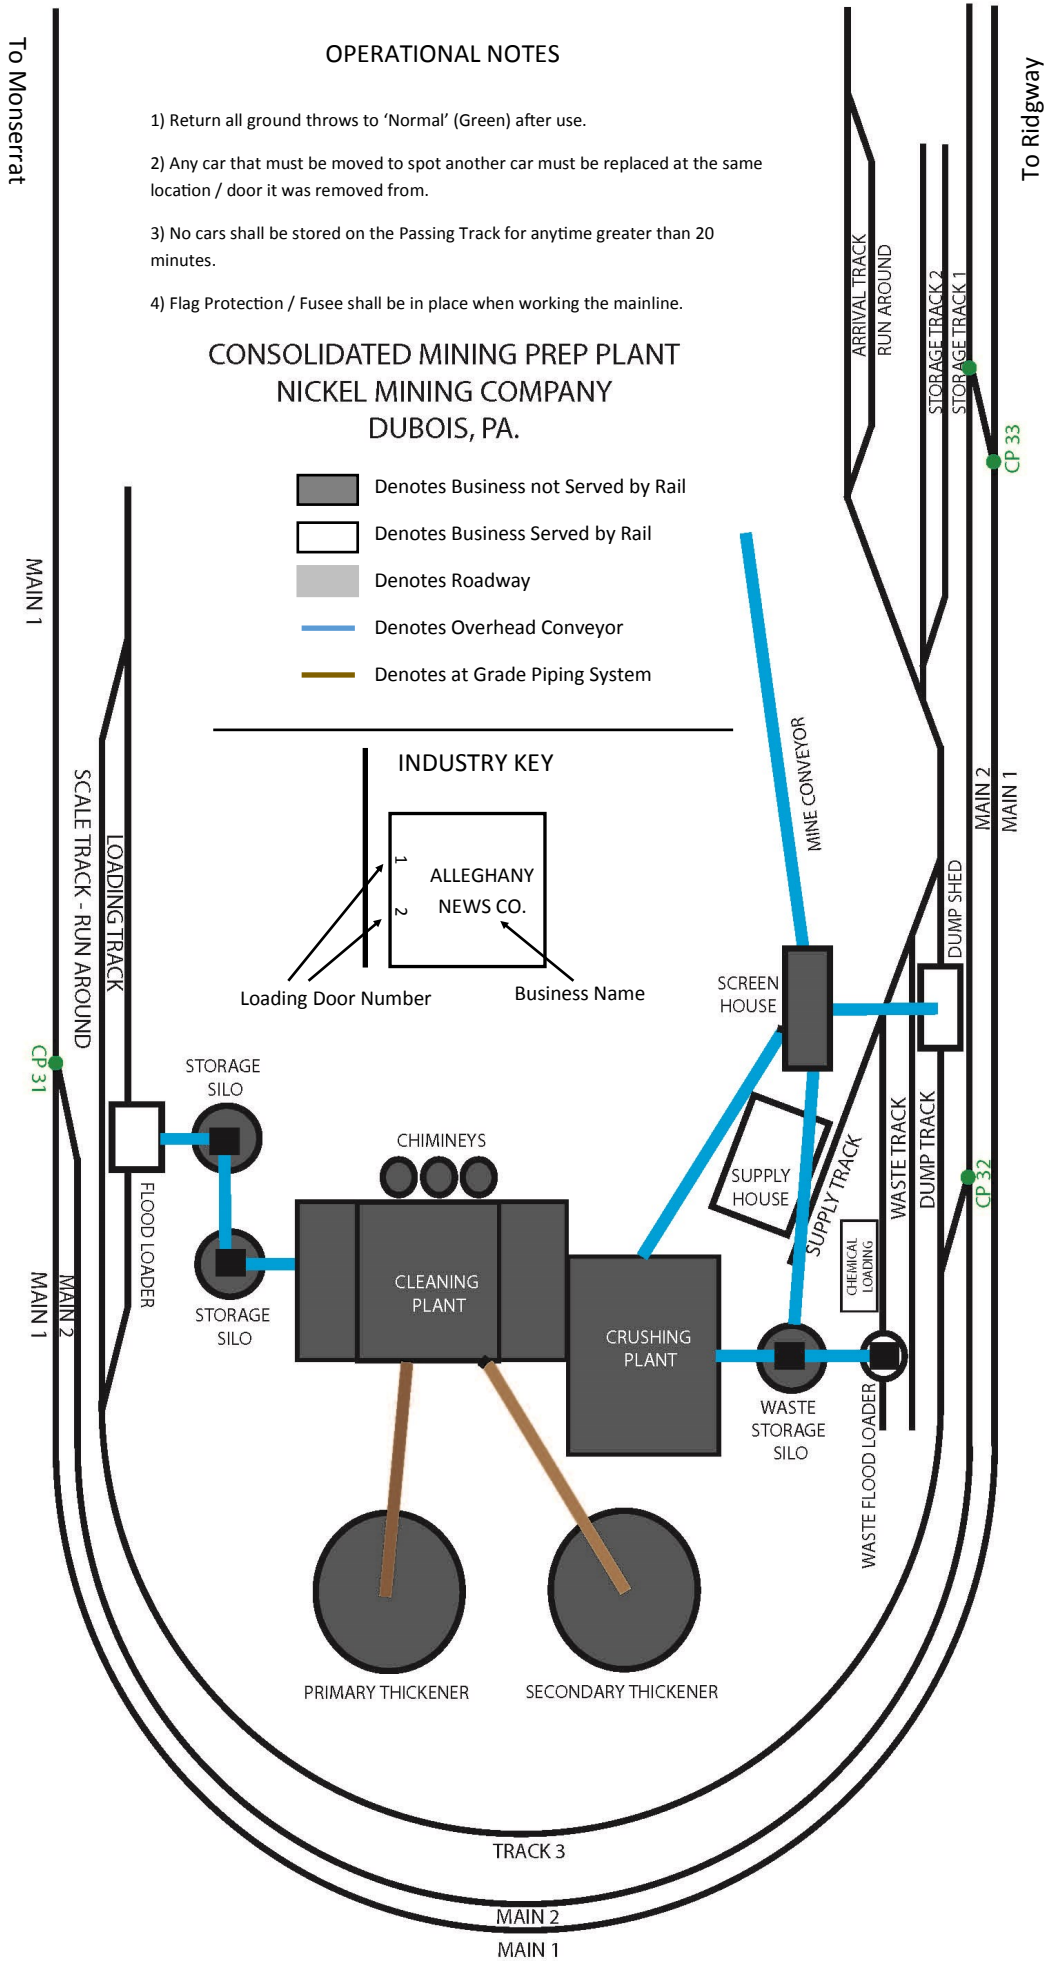 To Monserrat
To Ridgway
OPERATIONAL NOTES
1) Return all ground throws to ‘Normal’ (Green) after use.
2) Any car that must be moved to spot another car must be replaced at the same
location / door it was removed from.
3) No cars shall be stored on the Passing Track for anytime greater than 20
minutes.
4) Flag Protection / Fusee shall be in place when working the mainline.
CONSOLIDATED MINING PREP PLANT
NICKEL MINING COMPANY
DUBOIS, PA.
Denotes Business not Served by Rail
Denotes Business Served by Rail
Denotes Roadway
Denotes Overhead Conveyor
Denotes at Grade Piping System
INDUSTRY KEY
1
2
ALLEGHANY
NEWS CO.
Loading Door Number
Business Name
ARRIVAL TRACK
RUN AROUND
STORAGE TRACK 2
STORAGE TRACK 1
CP 33
MAIN 1
MAIN 2
MAIN 1
MINE CONVEYOR
SCALE TRACK - RUN AROUND
LOADING TRACK
DUMP SHED
SCREEN
HOUSE
CP 31
STORAGE
SILO
CHIMINEYS
SUPPLY
HOUSE
SUPPLY TRACK
WASTE TRACK
DUMP TRACK
CP 32
FLOOD LOADER
CHEMICAL
LOADING
MAIN 1
MAIN 2
STORAGE
SILO
CLEANING
PLANT
CRUSHING
PLANT
WASTE
STORAGE
SILO
WASTE FLOOD LOADER
PRIMARY THICKENER
SECONDARY THICKENER
TRACK 3
MAIN 2
MAIN 1